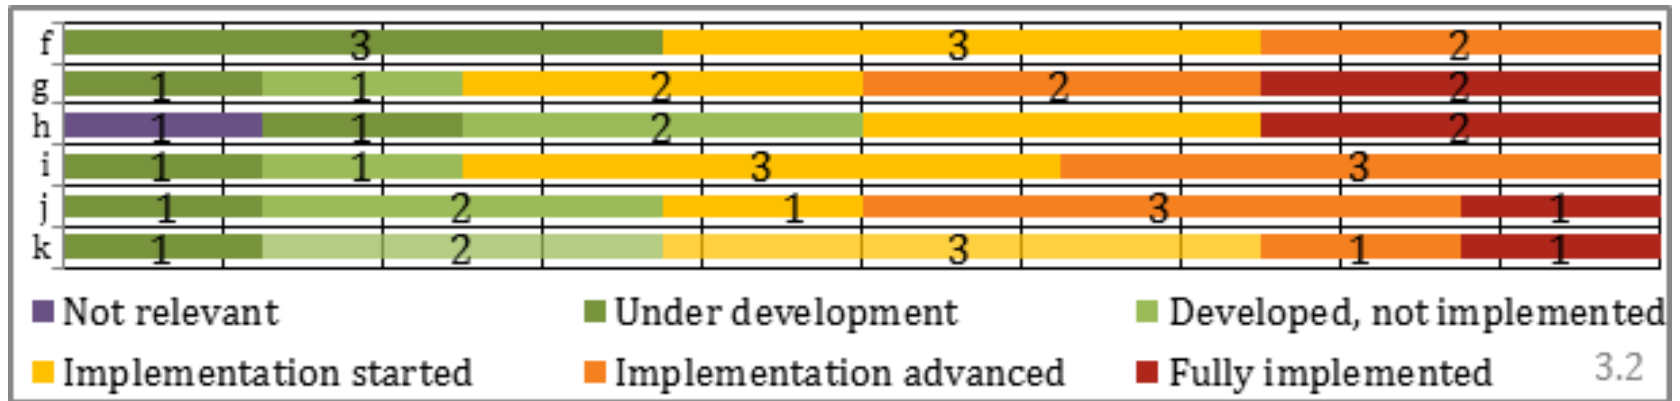 f 3 3 2
g 1 1 2 2 2
h 1 1 2 2
i 1 1 3 3
j 1 2 1 3 1
k 1 2 3 1 1
Not relevant Under development Developed, not implemented
Implementation started Implementation advanced Fully implemented 3.2